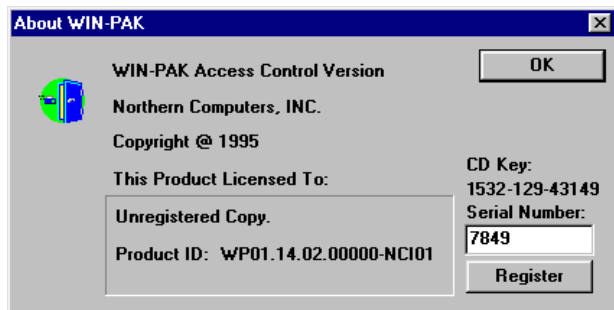 About WIN-PAK
WIN-PAK Access Control Version
OK
Northern Computers, INC.
Copyright @ 1995
This Product Licensed To:
Unregistered Copy.
Product ID: WP01.14.02.00000-NCI01
CD Key:
1532-129-43149
Serial Number:
7849
Register